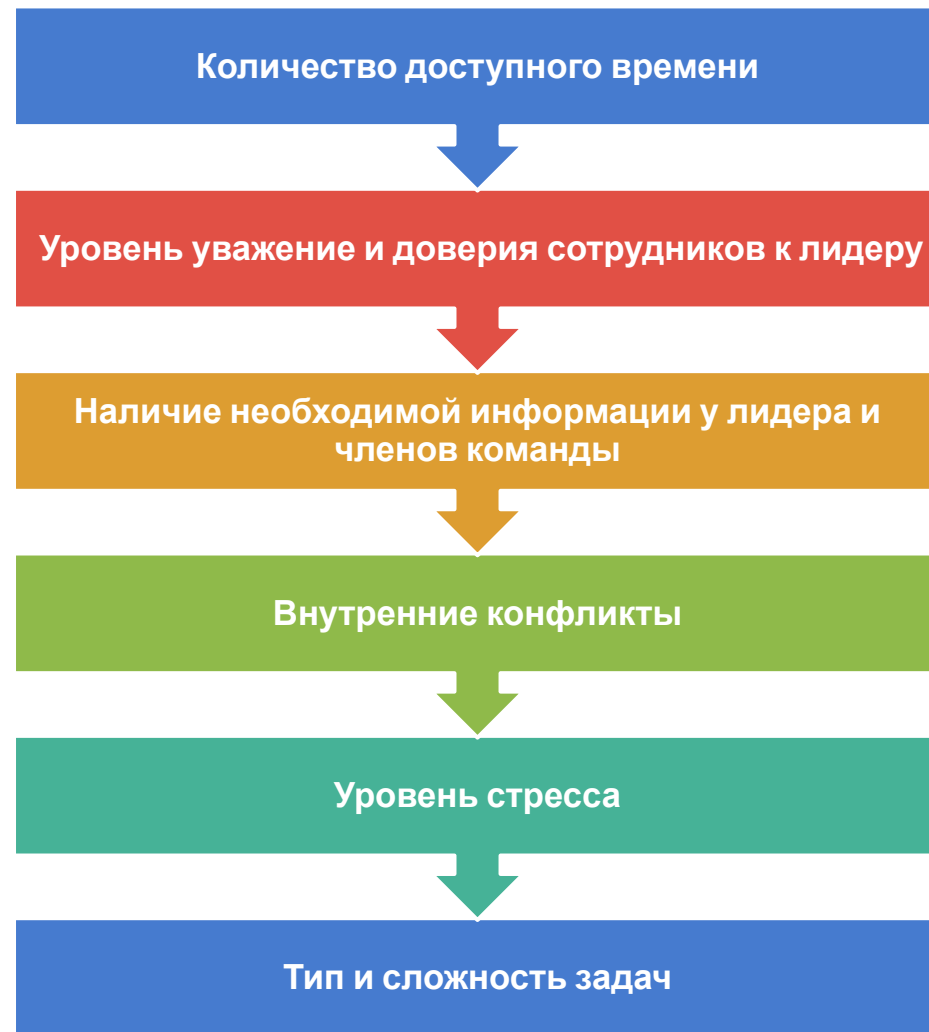 Количество доступного времени
Уровень уважение и доверия сотрудников к лидеру
Наличие необходимой информации у лидера и
членов команды
Внутренние конфликты
Уровень стресса
Тип и сложность задач